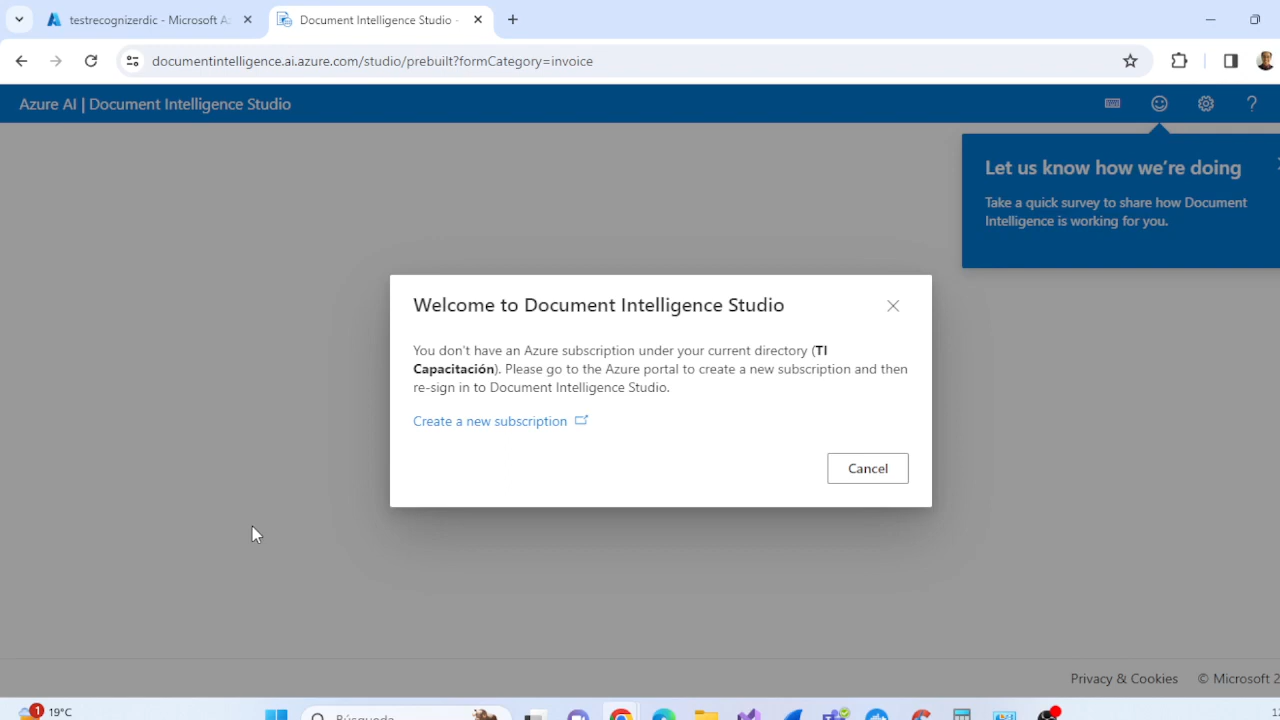 testrecognizerdic - Microsoft A
Document Intelligence Studio -
documentintelligence.ai.azure.com/studio/prebuilt?formCategory=invoice
Azure AI | Document Intelligence Studio
Let us know how we're doing
Take a quick survey to share how Document
Intelligence is working for you.
Welcome to Document Intelligence Studio
You don't have an Azure subscription under your current directory (TI
Capacitación). Please go to the Azure portal to create a new subscription and then
re-sign in to Document Intelligence Studio.
Create a new subscription
Cancel
Privacy & Cookies
© Microsoft 2
1
19°C
Búsqueda